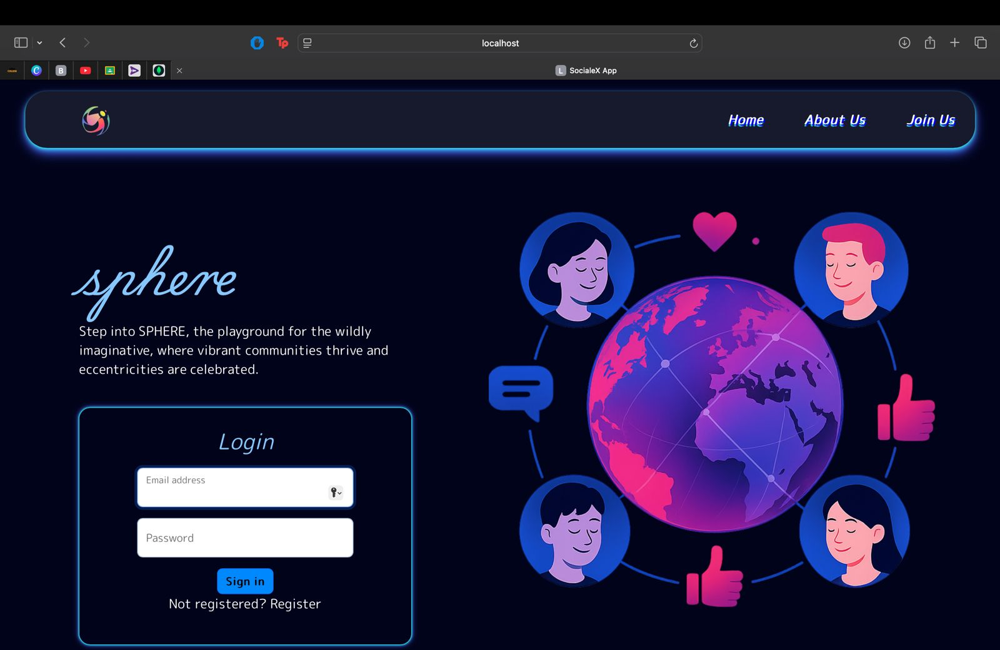 localhost
SocialeX App
Home
About Us
Join Us
sphere
Step into SPHERE, the playground for the wildly
imaginative, where vibrant communities thrive and
eccentricities are celebrated.
Login
Email address
Password
Sign in
Not registered? Register